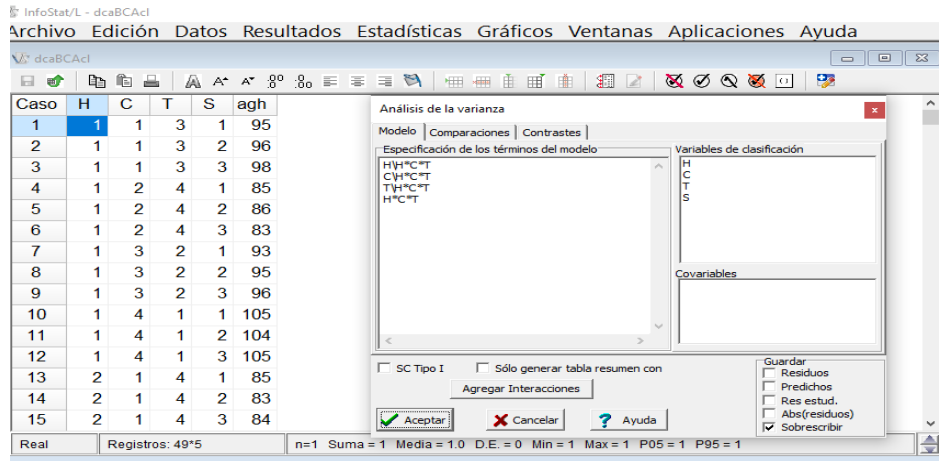 InfoStat/L - dcaBCAcI
Archivo Edición Datos Resultados Estadísticas Gráficos Ventanas Aplicaciones Ayuda
dcaBCAcI
Caso H C T S agh
1 1 1 3 1 95
2 1 1 3 2 96
3 1 1 3 3 98
4 1 2 4 1 85
5 1 2 4 2 86
6 1 2 4 3 83
7 1 3 2 1 93
8 1 3 2 2 95
9 1 3 2 3 96
10 1 4 1 1 105
11 1 4 1 2 104
12 1 4 1 3 105
13 2 1 4 1 85
14 2 1 4 2 83
15 2 1 4 3 84
Real Registros: 49*5 n=1 Suma = 1 Media = 1.0 D.E. = 0 Min = 1 Max = 1 P05 = 1 P95 = 1
Análisis de la varianza
Modelo Comparaciones Contrastes
Especificación de los términos del modelo
H\H*C*T
C\H*C*T
T\H*C*T
H*C*T
Variables de clasificación
H
C
T
S
Covariables
SC Tipo I Sólo generar tabla resumen con
Agregar Interacciones
Aceptar Cancelar Ayuda
Guardar
Residuos
Predichos
Res estud.
Abs(residuos)
Sobrescribir